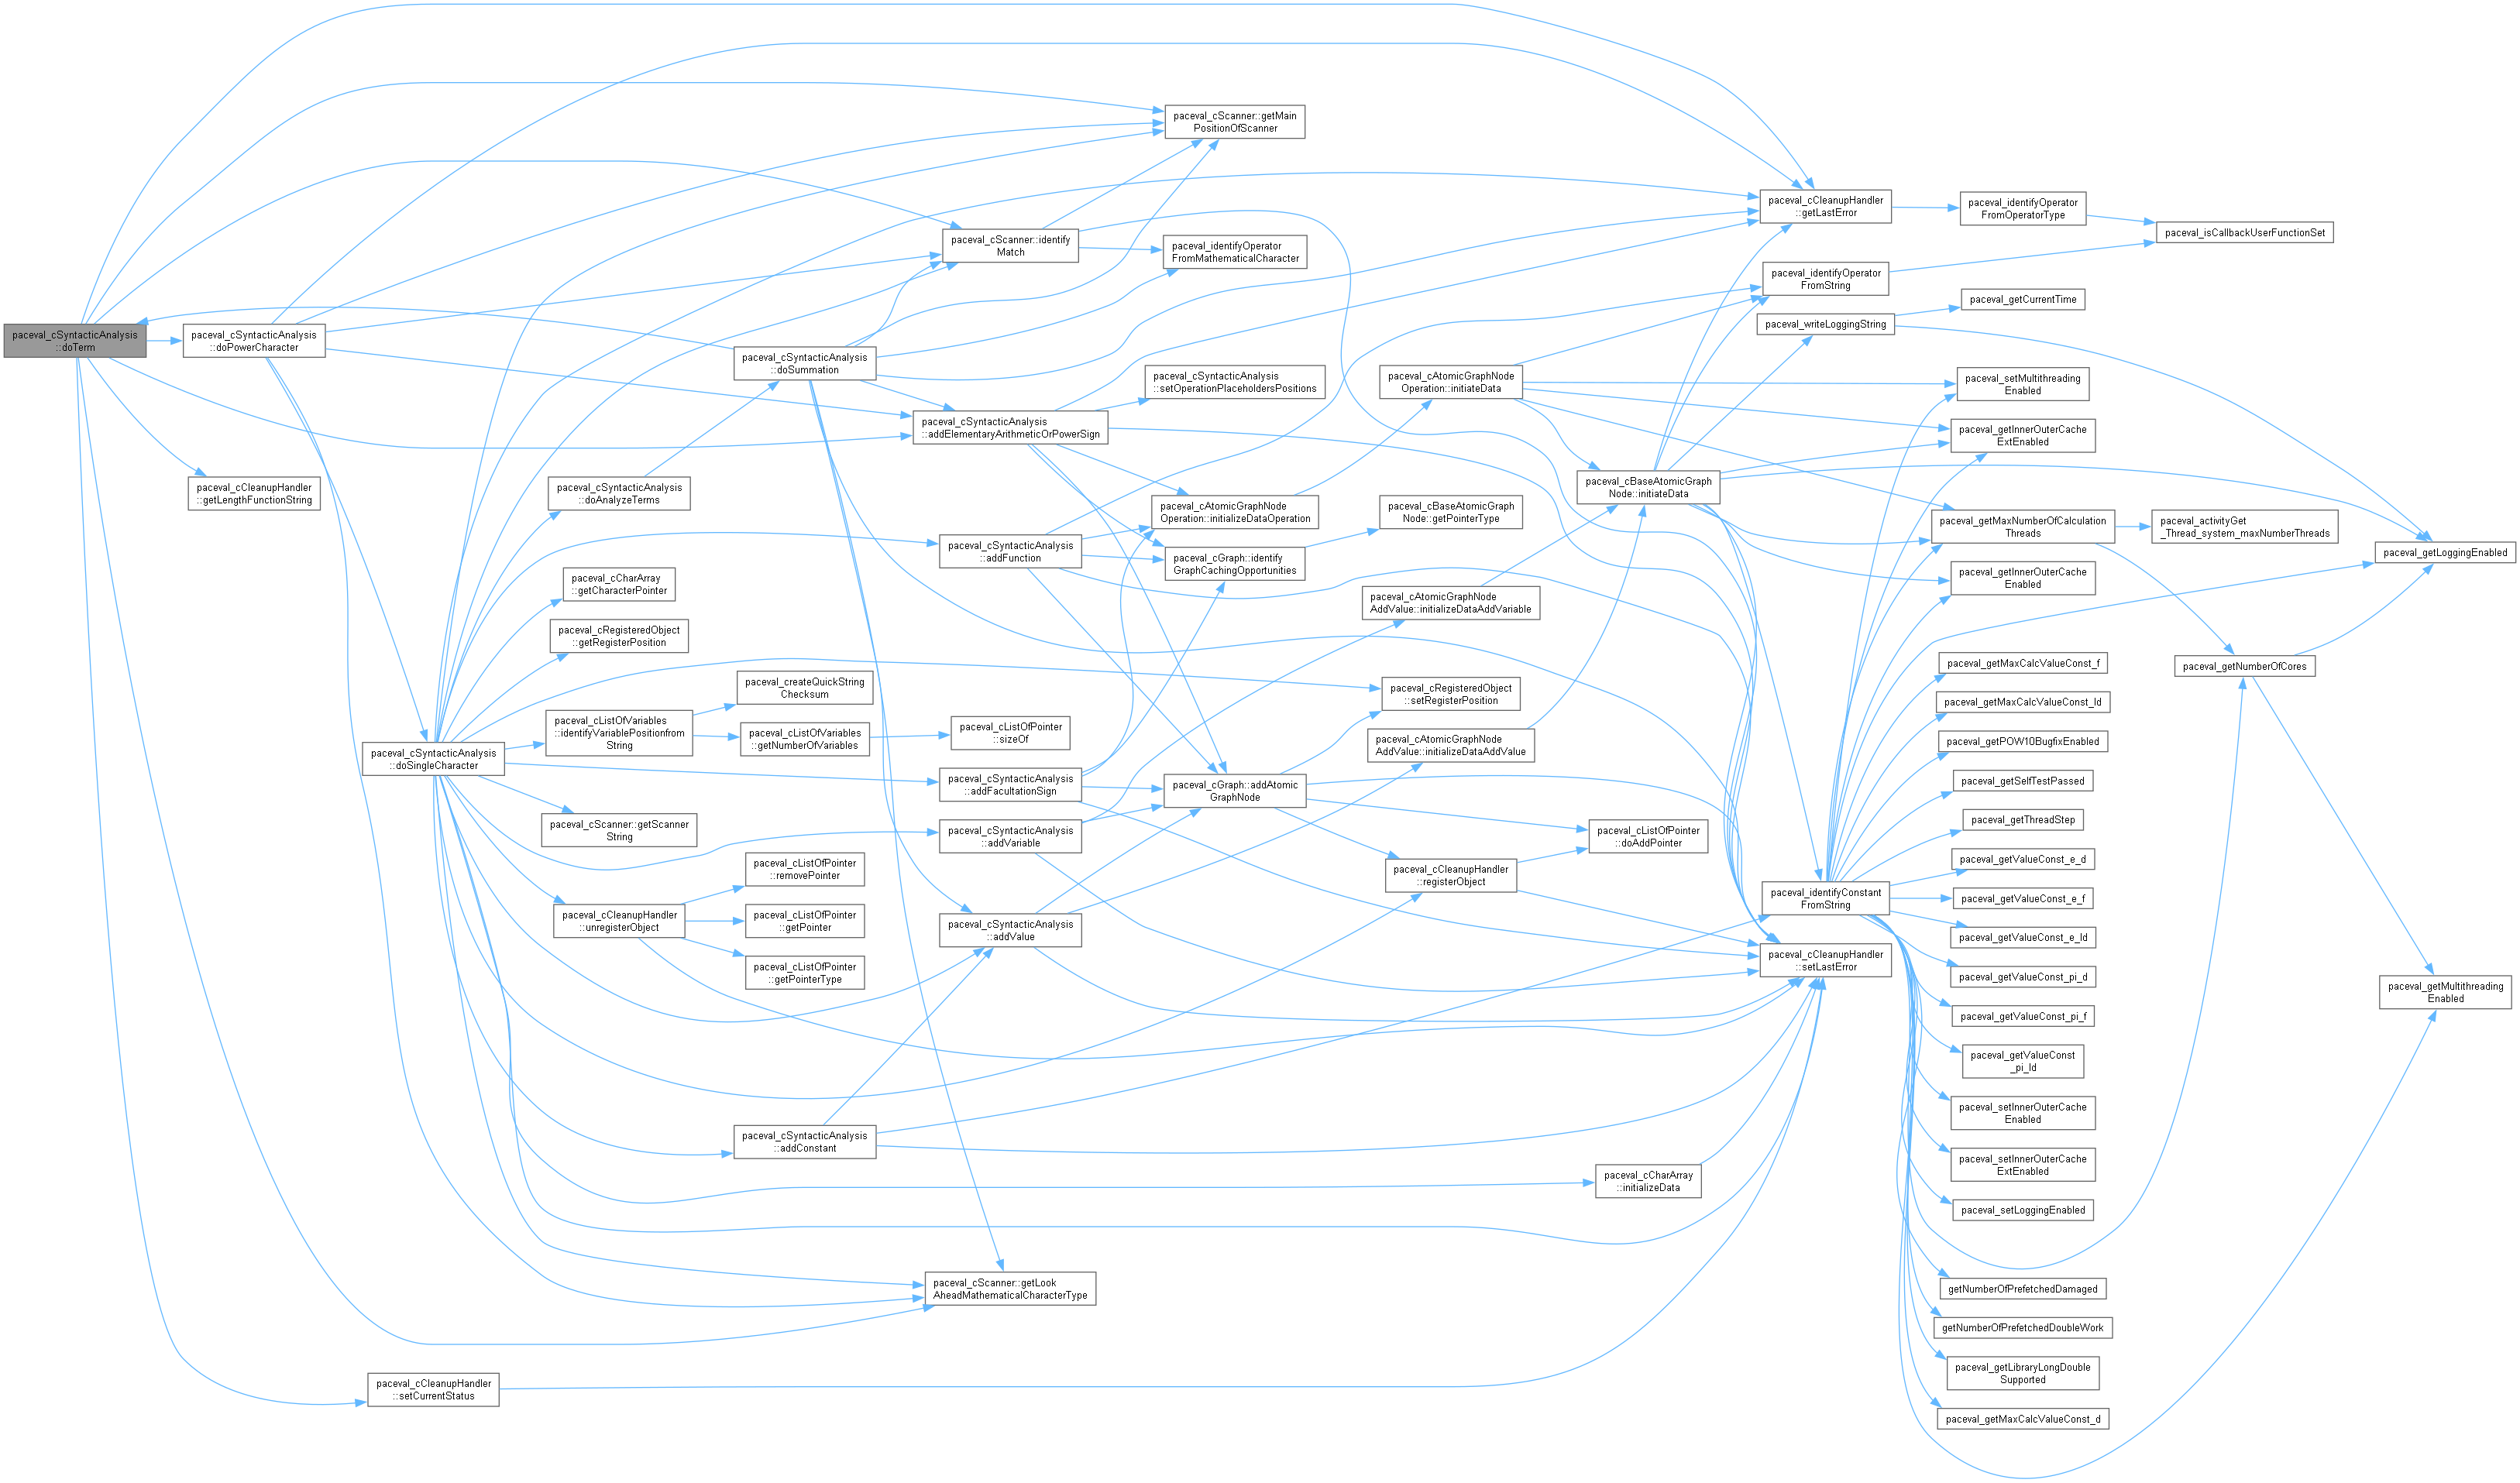 paceval_cSyntacticAnalysis
::doTerm
paceval_cSyntacticAnalysis
::doPowerCharacter
paceval_cCleanupHandler
::getLengthFunctionString
paceval_cSyntacticAnalysis
::doSingleCharacter
paceval_cCleanupHandler
::setCurrentStatus
paceval_cSyntacticAnalysis
::doAnalyzeTerms
paceval_cCharArray
::getCharacterPointer
paceval_cRegisteredObject
::getRegisterPosition
paceval_cListOfVariables
::identifyVariablePositionfrom
String
paceval_cScanner::getScanner
String
paceval_cCleanupHandler
::unregisterObject
paceval_cSyntacticAnalysis
::doSummation
paceval_createQuickString
Checksum
paceval_cListOfVariables
::getNumberOfVariables
paceval_cListOfPointer
::removePointer
paceval_cListOfPointer
::getPointer
paceval_cListOfPointer
::getPointerType
paceval_cSyntacticAnalysis
::addConstant
paceval_cScanner::identify
Match
paceval_cSyntacticAnalysis
::addElementaryArithmeticOrPowerSign
paceval_cSyntacticAnalysis
::addFunction
paceval_cListOfPointer
::sizeOf
paceval_cSyntacticAnalysis
::addFacultationSign
paceval_cSyntacticAnalysis
::addVariable
paceval_cSyntacticAnalysis
::addValue
paceval_cScanner::getLook
AheadMathematicalCharacterType
paceval_cScanner::getMain
PositionOfScanner
paceval_identifyOperator
FromMathematicalCharacter
paceval_cSyntacticAnalysis
::setOperationPlaceholdersPositions
paceval_cAtomicGraphNode
Operation::initializeDataOperation
paceval_cGraph::identify
GraphCachingOpportunities
paceval_cGraph::addAtomic
GraphNode
paceval_cAtomicGraphNode
Operation::initiateData
paceval_cBaseAtomicGraph
Node::getPointerType
paceval_cAtomicGraphNode
AddValue::initializeDataAddVariable
paceval_cRegisteredObject
::setRegisterPosition
paceval_cAtomicGraphNode
AddValue::initializeDataAddValue
paceval_cCleanupHandler
::registerObject
paceval_cBaseAtomicGraph
Node::initiateData
paceval_cListOfPointer
::doAddPointer
paceval_cCharArray
::initializeData
paceval_cCleanupHandler
::getLastError
paceval_identifyOperator
FromString
paceval_writeLoggingString
paceval_identifyConstant
FromString
paceval_cCleanupHandler
::setLastError
paceval_identifyOperator
FromOperatorType
paceval_getCurrentTime
paceval_setMultithreading
Enabled
paceval_getInnerOuterCache
ExtEnabled
paceval_getMaxNumberOfCalculation
Threads
paceval_getInnerOuterCache
Enabled
paceval_getMaxCalcValueConst_f
paceval_getMaxCalcValueConst_ld
paceval_getPOW10BugfixEnabled
paceval_getSelfTestPassed
paceval_getThreadStep
paceval_getValueConst_e_d
paceval_getValueConst_e_f
paceval_getValueConst_e_ld
paceval_getValueConst_pi_d
paceval_getValueConst_pi_f
paceval_getValueConst
_pi_ld
paceval_setInnerOuterCache
Enabled
paceval_setInnerOuterCache
ExtEnabled
paceval_setLoggingEnabled
getNumberOfPrefetchedDamaged
getNumberOfPrefetchedDoubleWork
paceval_getLibraryLongDouble
Supported
paceval_getMaxCalcValueConst_d
paceval_isCallbackUserFunctionSet
paceval_activityGet
_Thread_system_maxNumberThreads
paceval_getNumberOfCores
paceval_getLoggingEnabled
paceval_getMultithreading
Enabled